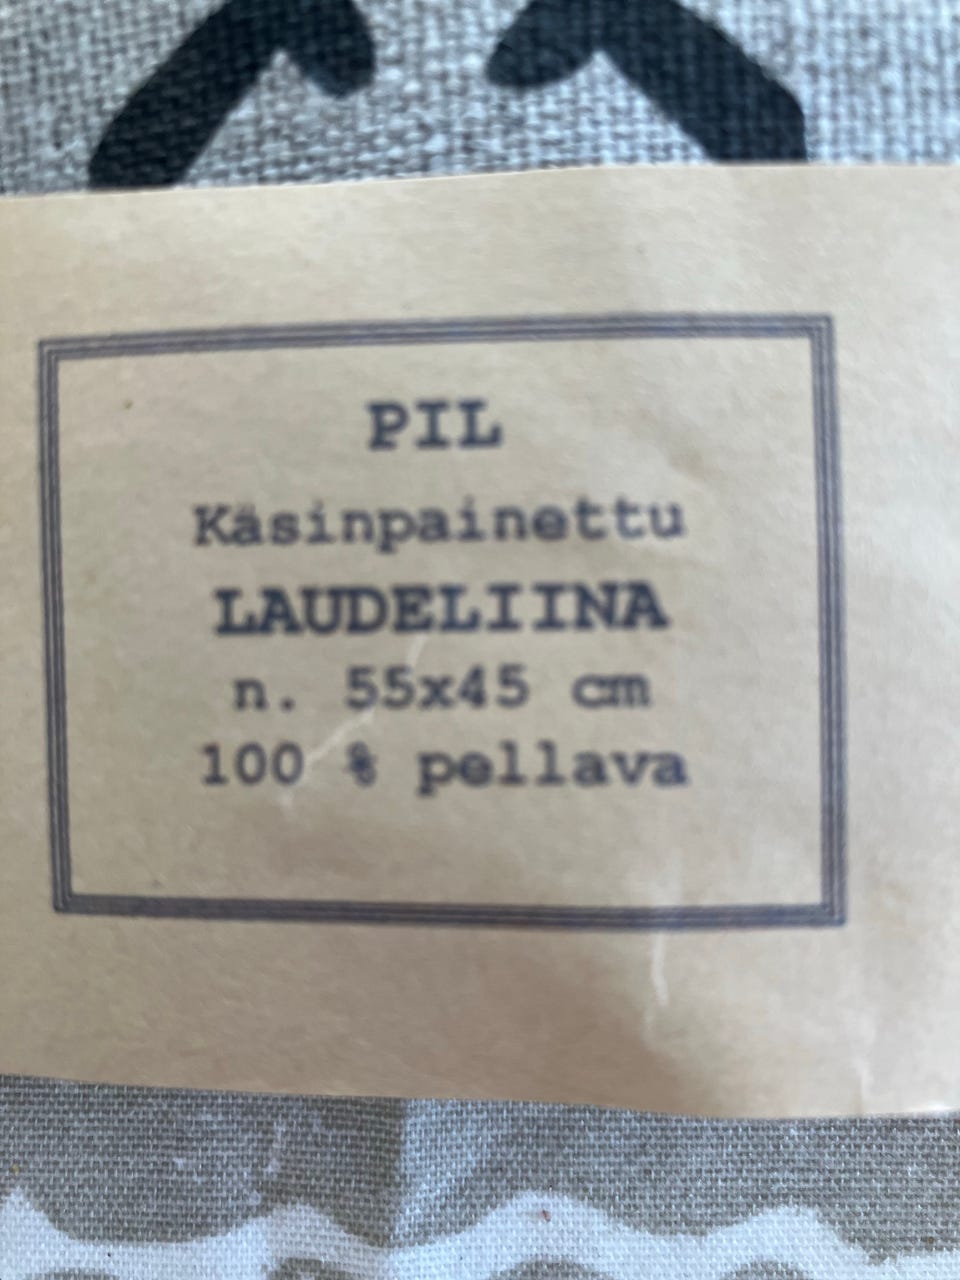 PIL
Käsinpainettu
LAUDELIINA
n. 55x45 cm
100 % pellava